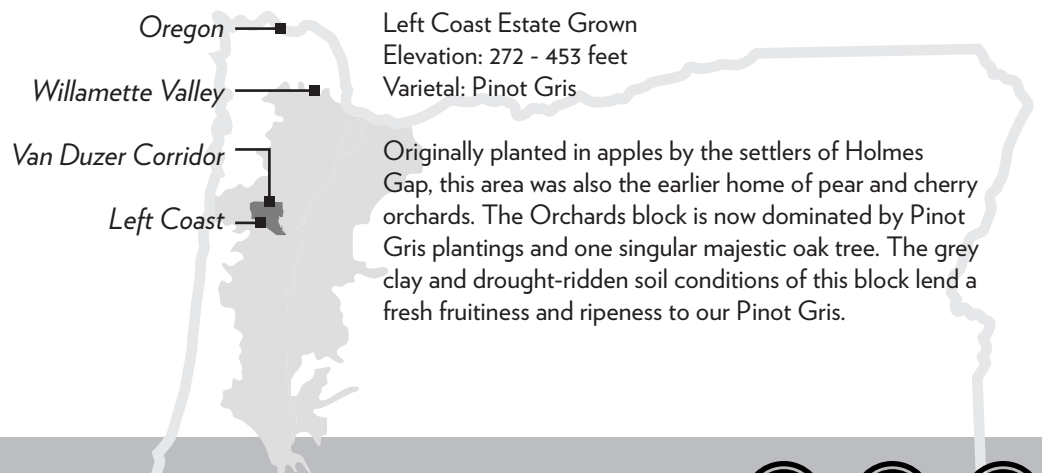 Oregon
Willamette Valley
Van Duzer Corridor
Left Coast
Left Coast Estate Grown
Elevation: 272 - 453 feet
Varietal: Pinot Gris
Originally planted in apples by the settlers of Holmes
Gap, this area was also the earlier home of pear and cherry
orchards. The Orchards block is now dominated by Pinot
Gris plantings and one singular majestic oak tree. The grey
clay and drought-ridden soil conditions of this block lend a
fresh fruitiness and ripeness to our Pinot Gris.